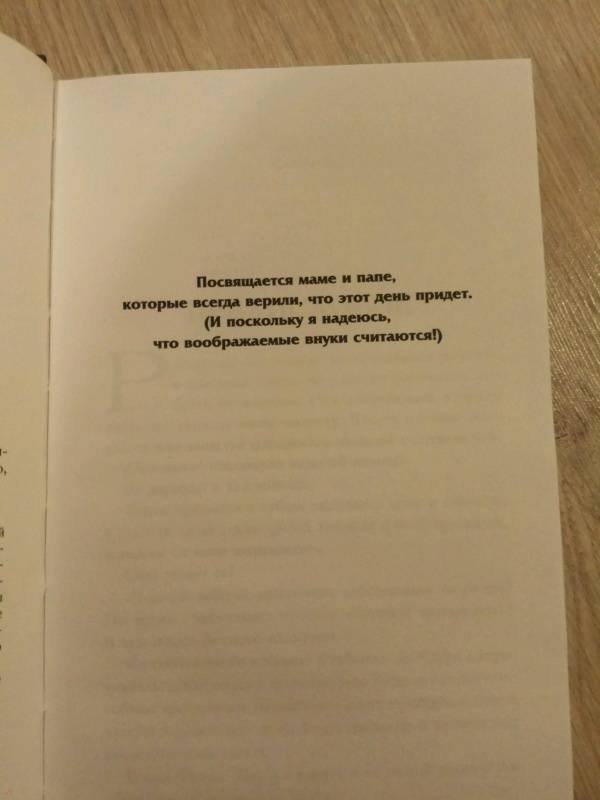 Посвящается маме и папе,
которые всегда верили, что этот день придет.
(И поскольку я надеюсь,
что воображаемые внуки считаются!)